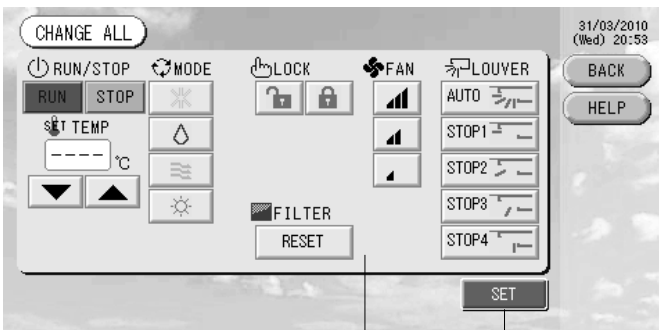 CHANGE ALL
31/03/2010
(Wed) 20:53
RUN/STOP
MODE
LOCK
FAN
LOUVER
BACK
HELP
RUN
STOP
AUTO
SET TEMP
STOP1
----℃
STOP2
STOP3
FILTER
RESET
STOP4
SET